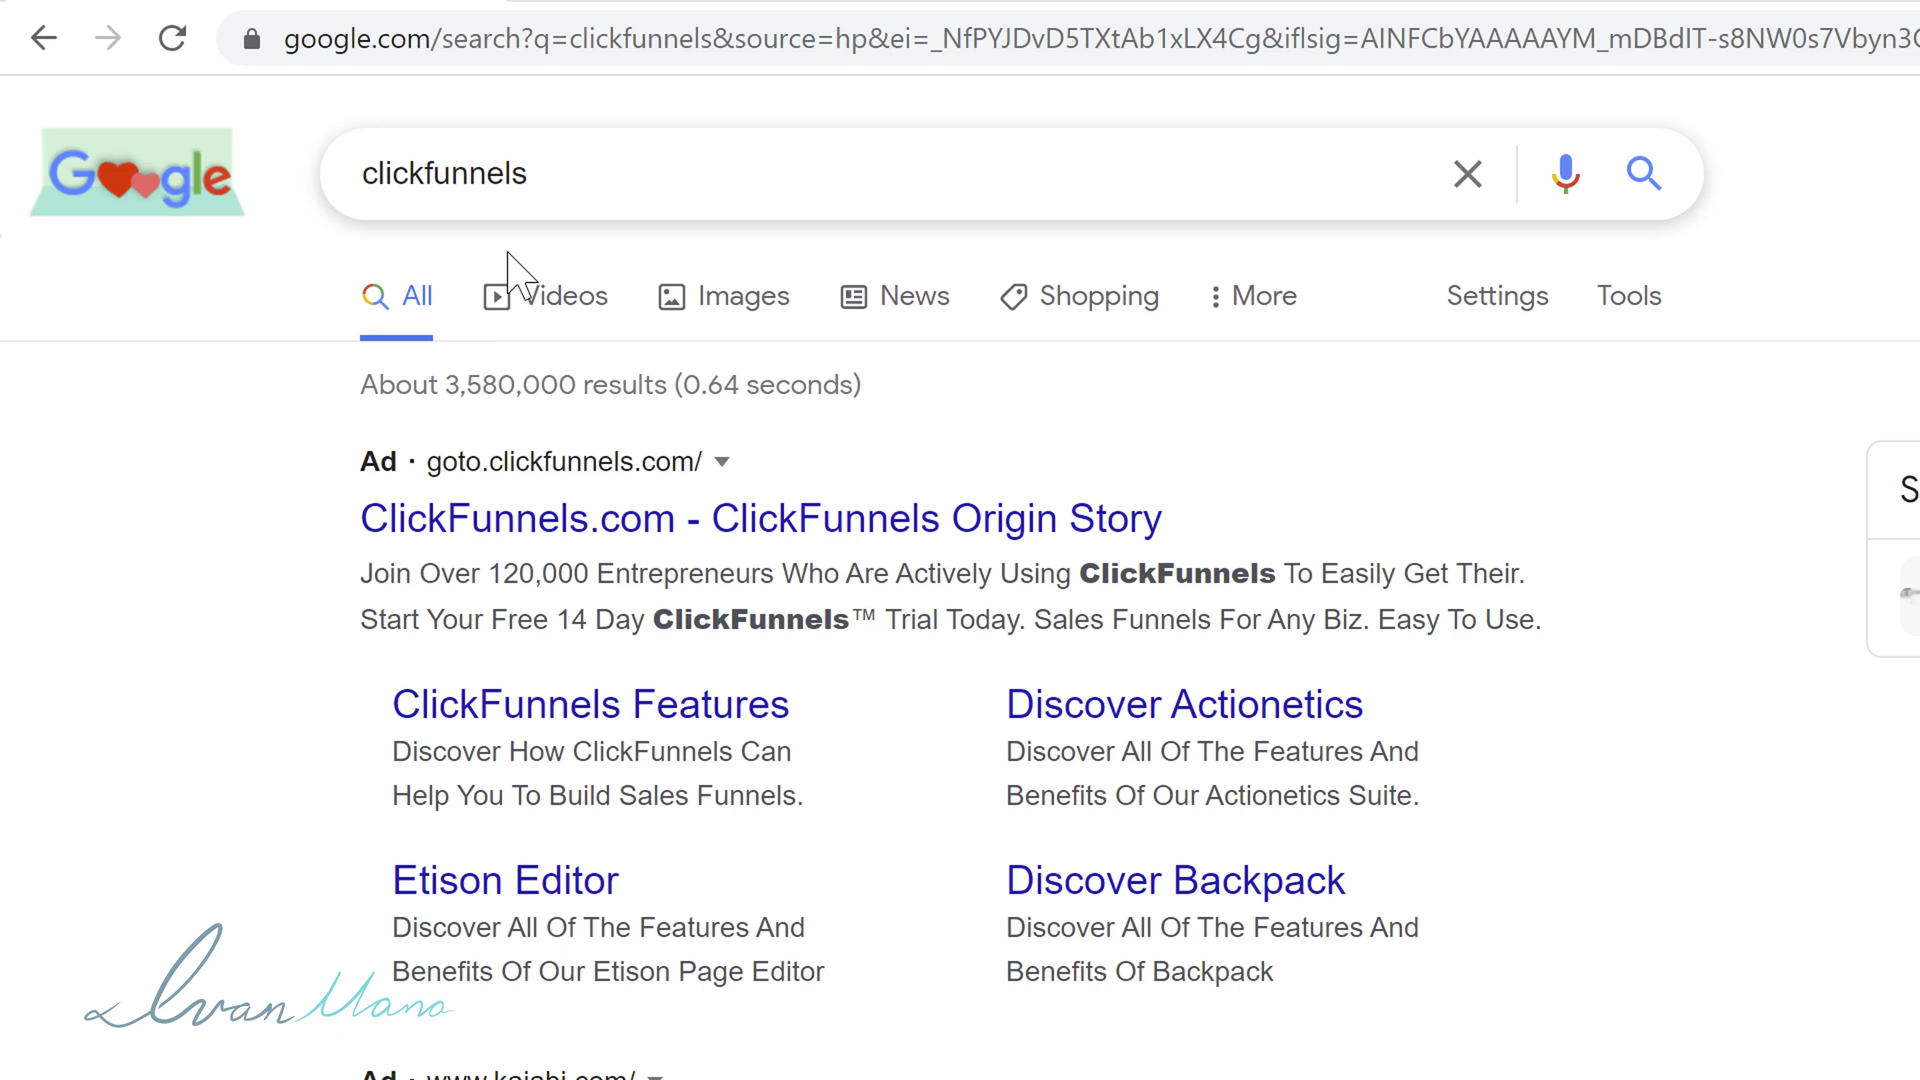 google.com/search?q=clickfunnels&source=hp&ei=_NfPYJDvD5TXtAb1xLX4Cg&iflsig=AINFCbYAAAAAYM_mDBdIT-s8NW0s7Vbyn3
Google
clickfunnels
All Videos Images News Shopping More Settings Tools
About 3,580,000 results (0.64 seconds)
Ad · goto.clickfunnels.com/
ClickFunnels.com - ClickFunnels Origin Story
Join Over 120,000 Entrepreneurs Who Are Actively Using ClickFunnels To Easily Get Their.
Start Your Free 14 Day ClickFunnels™ Trial Today. Sales Funnels For Any Biz. Easy To Use.
ClickFunnels Features
Discover How ClickFunnels Can
Help You To Build Sales Funnels.
Discover Actionetics
Discover All Of The Features And
Benefits Of Our Actionetics Suite.
Etison Editor
Discover All Of The Features And
Benefits Of Our Etison Page Editor
Discover Backpack
Discover All Of The Features And
Benefits Of Backpack
Ivan Mana
Ad · www.kajabi.com/